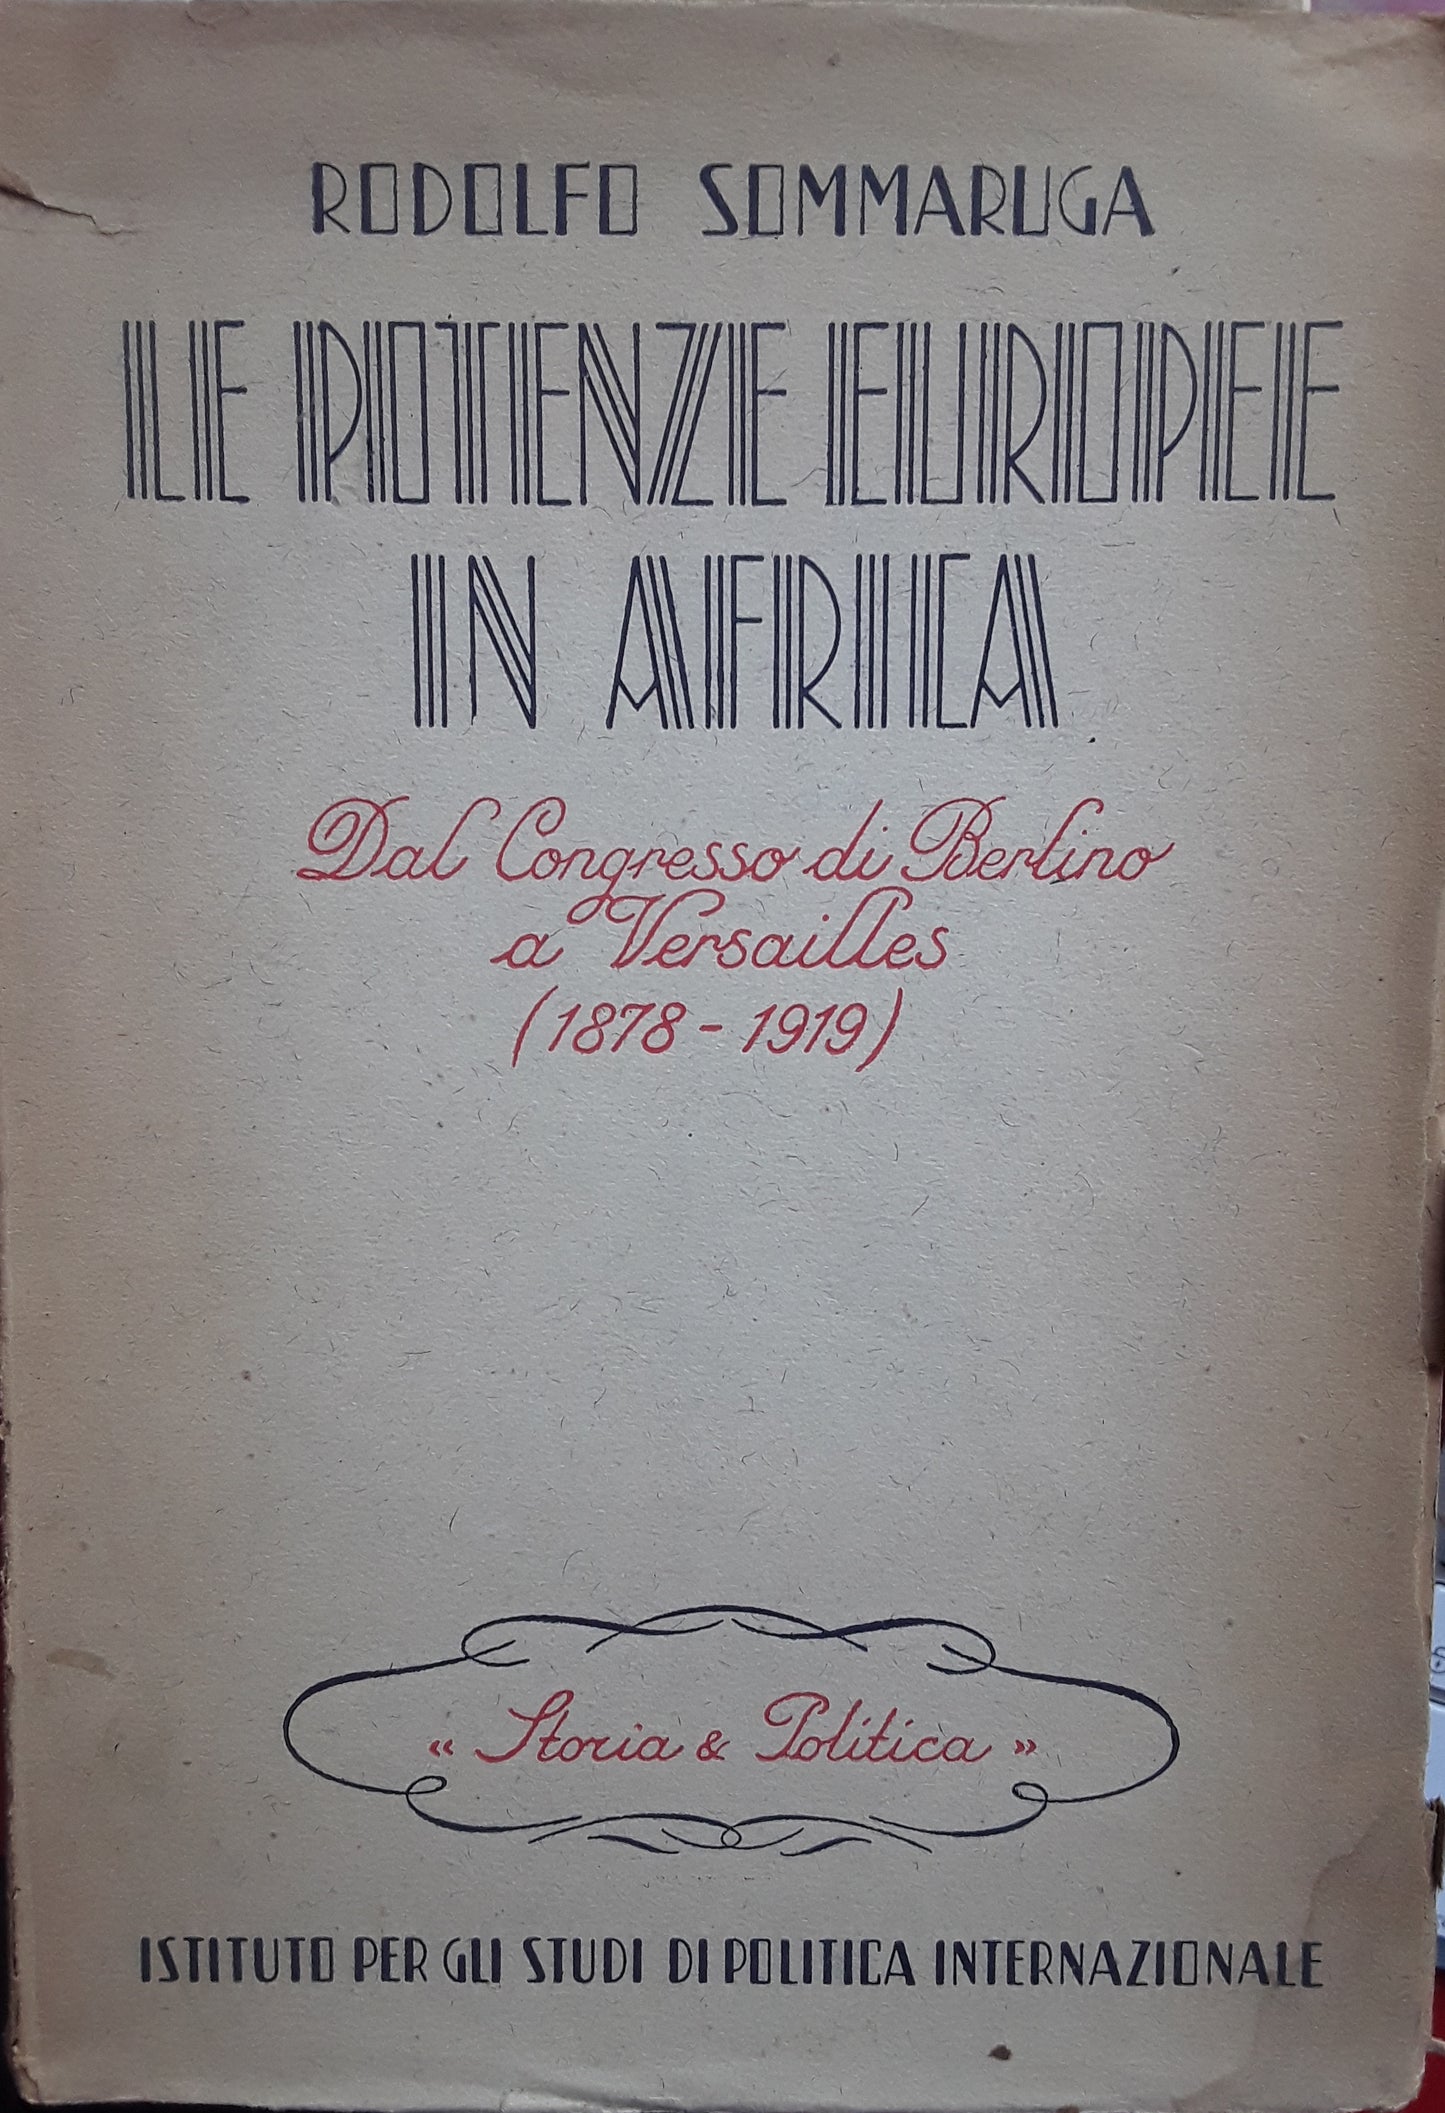 RODOLFO SOMMARUGA
LE POTENZE EUROPEE
IN AFRICA
Dal Congresso di Berlino
a Versailles
(1878 - 1919)
« Storia & Politica »
ISTITUTO PER GLI STUDI DI POLITICA INTERNAZIONALE